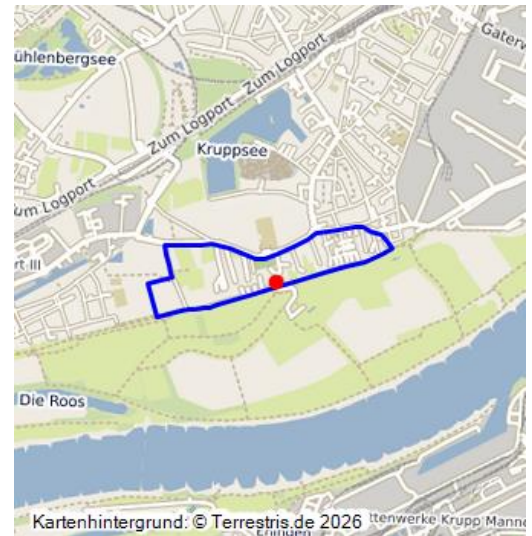 ühlenbergsee
Gaterw
Zum Logport
Zum Logport
Kruppsee
um Logport
rt III
Die Roos
Kartenhintergrund: © Terrestris.de 2026
ttenwerke Krupp Manne